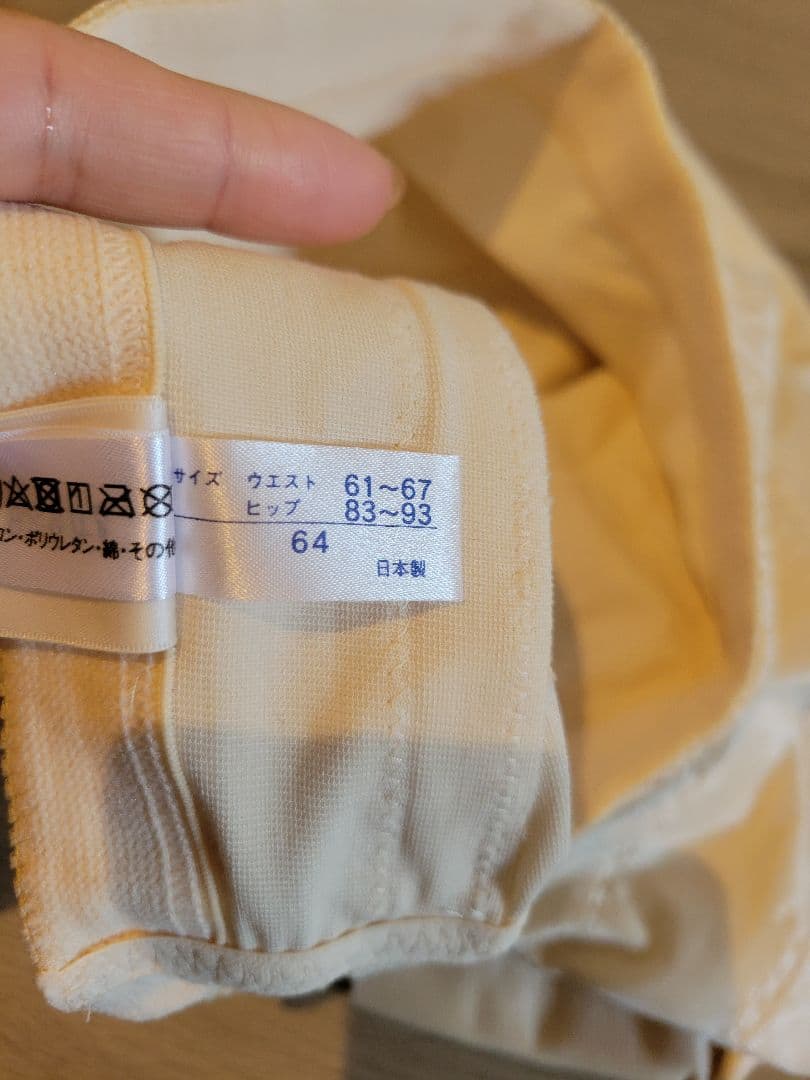 サイズ ウエスト 61~67
ヒップ 83~93
64
日本製
ン・ポリウレタン・綿・その他